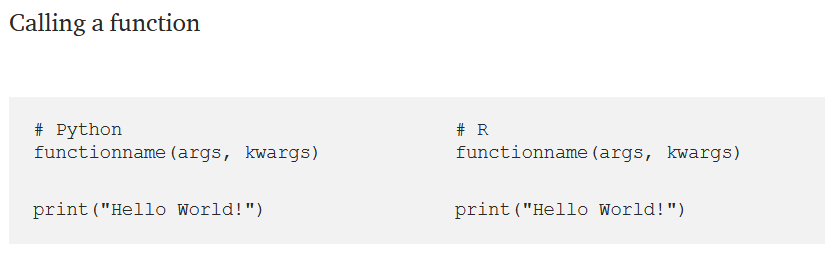 Calling a function
# Python
functionname(args, kwargs)
print("Hello World!")
# R
functionname(args, kwargs)
print("Hello World!")